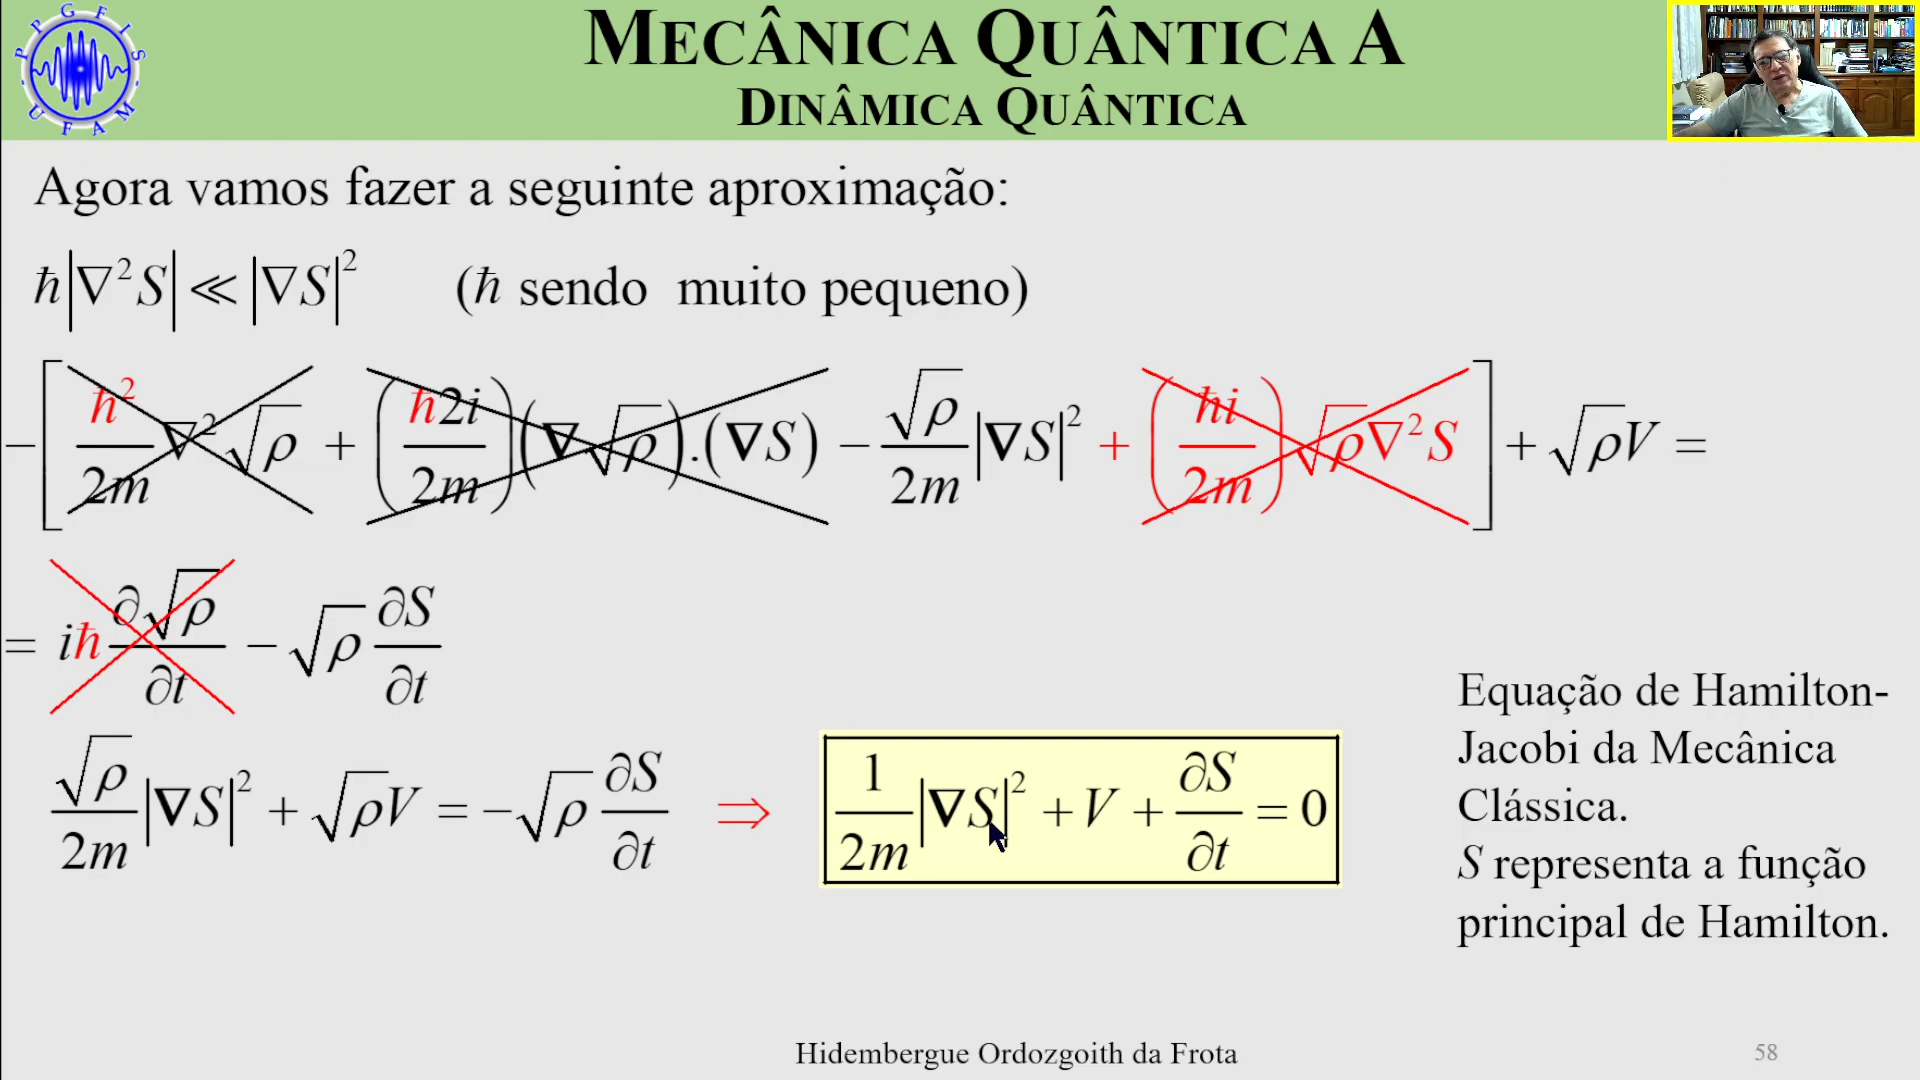 PPGFIS
UFAM
MECÂNICA QUÂNTICA A
DINÂMICA QUÂNTICA
Agora vamos fazer a seguinte aproximação:
ℏ|∇²S| ≪ |∇S|² (ℏ sendo muito pequeno)
−[ℏ²/2m ∇²√ρ + (ℏ2i/2m)(∇√ρ).(∇S) − √ρ/2m |∇S|² + (ℏi/2m)√ρ∇²S] + √ρV =
= iℏ ∂√ρ/∂t − √ρ ∂S/∂t
√ρ/2m |∇S|² + √ρV = −√ρ ∂S/∂t ⇒ 1/2m |∇S|² + V + ∂S/∂t = 0
Equação de Hamilton-
Jacobi da Mecânica
Clássica.
S representa a função
principal de Hamilton.
Hidembergue Ordozgoith da Frota
58